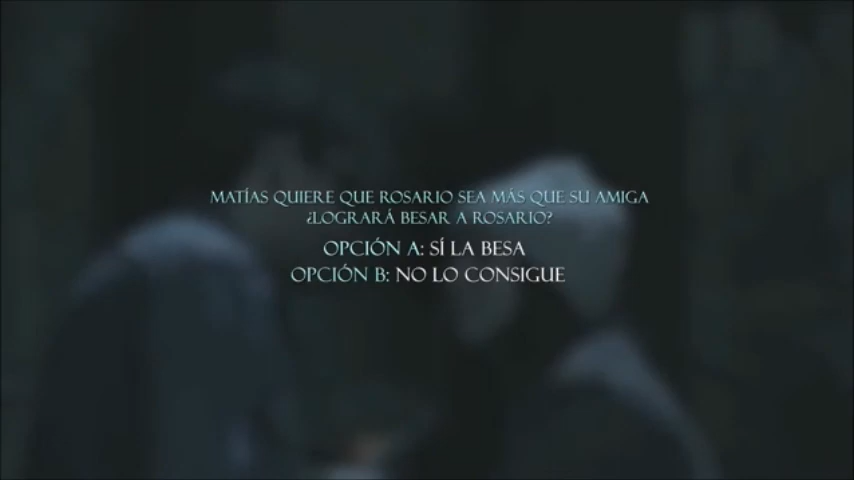 MATÍAS QUIERE QUE ROSARIO SEA MÁS QUE SU AMIGA
¿LOGRARÁ BESAR A ROSARIO?
OPCIÓN A: SÍ LA BESA
OPCIÓN B: NO LO CONSIGUE